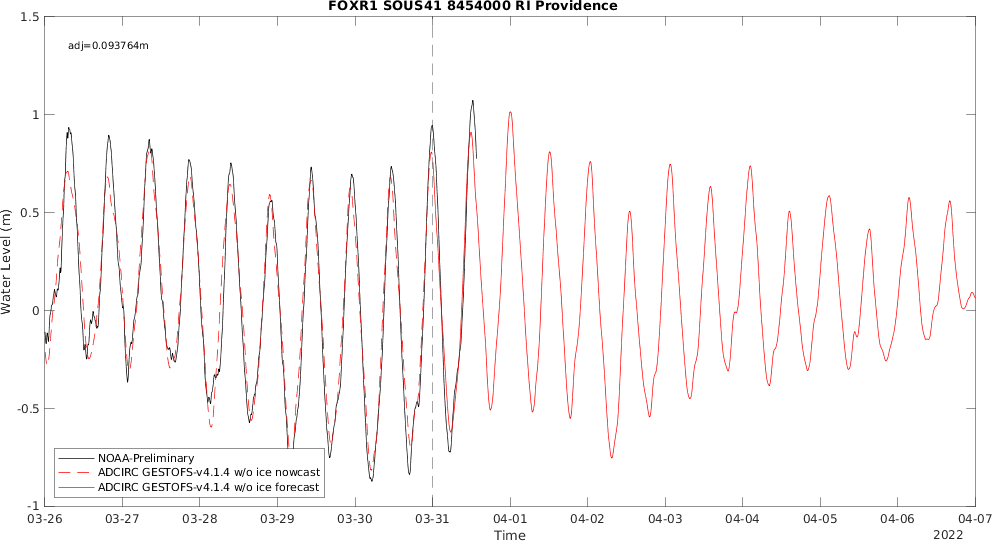 FOXR1 SOUS41 8454000 RI Providence
adj=0.093764m
Water Level (m)
1.5
1
0.5
0
-0.5
-1
NOAA-Preliminary
ADCIRC GESTOFS-v4.1.4 w/o ice nowcast
ADCIRC GESTOFS-v4.1.4 w/o ice forecast
03-26 03-27 03-28 03-29 03-30 03-31 04-01 04-02 04-03 04-04 04-05 04-06 04-07
Time
2022